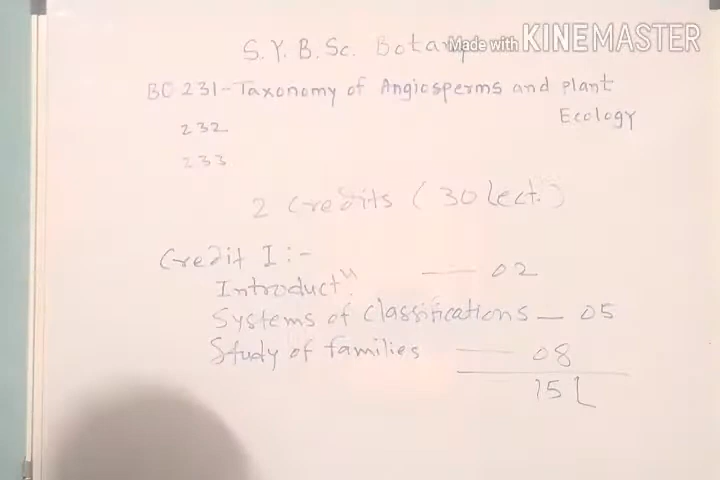 S.Y.B.Sc. Botany
Made with KINEMASTER
BO 231- Taxonomy of Angiosperms and plant
Ecology
232
233
2 Credits (30 Lect.)
Credit I :-
Introductⁿ. — 02
Systems of classifications — 05
Study of families — 08
15 L